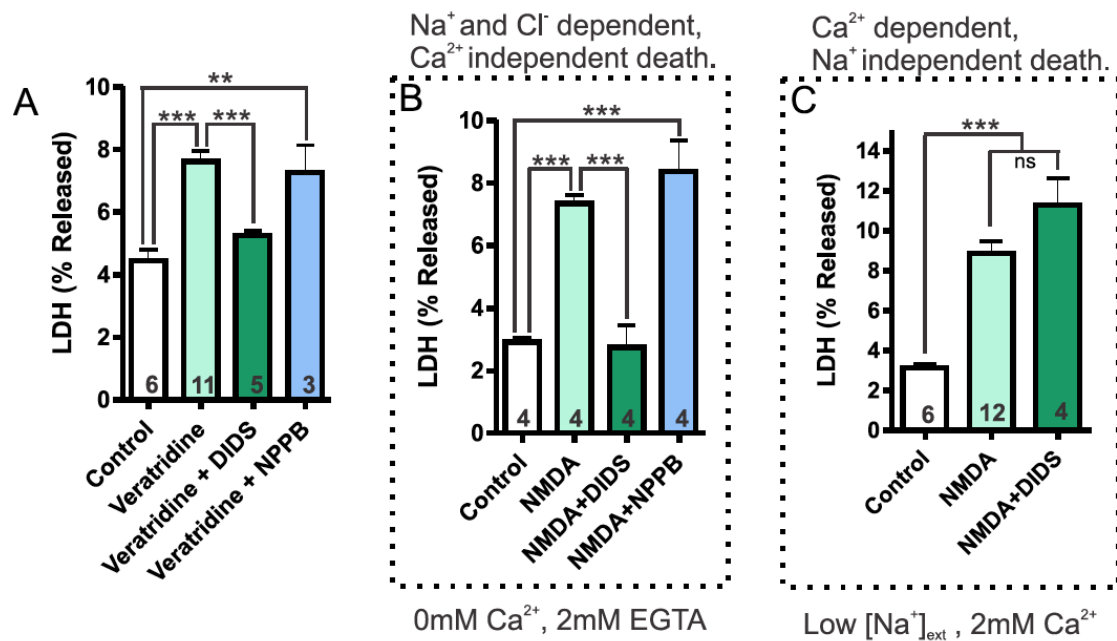 Na⁺ and Cl⁻ dependent,
Ca²⁺ independent death.
Ca²⁺ dependent,
Na⁺ independent death.
A
LDH (% Released)
10
8
6
4
2
0
**
***
***
6
11
5
3
Control
Veratridine
Veratridine + DIDS
Veratridine + NPPB
B
LDH (% Released)
10
8
6
4
2
0
***
***
***
4
4
4
4
Control
NMDA
NMDA+DIDS
NMDA+NPPB
0mM Ca²⁺, 2mM EGTA
C
LDH (% Released)
14
12
10
8
6
4
2
0
***
ns
6
12
4
Control
NMDA
NMDA+DIDS
Low [Na⁺]ext , 2mM Ca²⁺